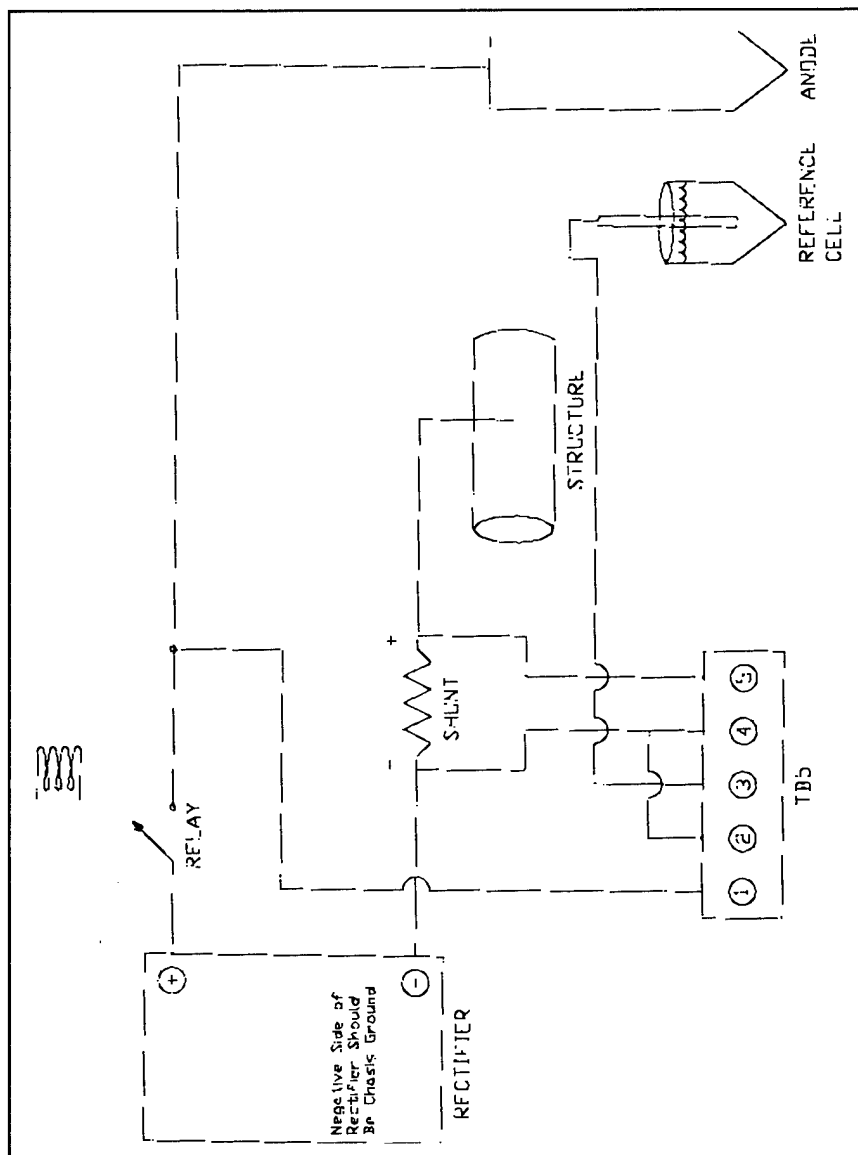 ANODE
REFERENCE
CELL
STRUCTURE
+
SHUNT
-
RELAY
5
4
3
2
1
TB5
+
-
Negative Side of
Rectifier Should
Be Chasis Ground
RECTIFIER